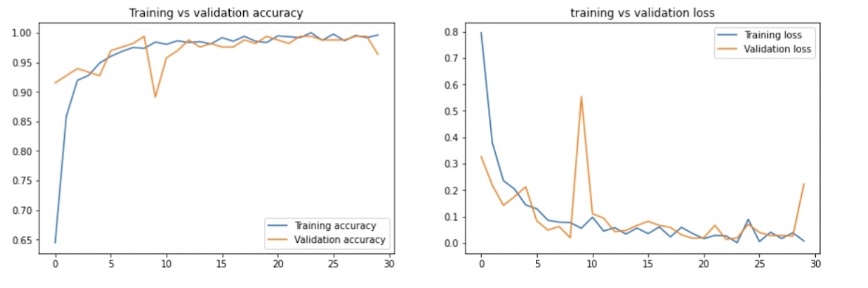 Training vs validation accuracy
1.00
0.95
0.90
0.85
0.80
0.75
0.70
0.65
Training accuracy
Validation accuracy
0 5 10 15 20 25 30
training vs validation loss
0.8
0.7
0.6
0.5
0.4
0.3
0.2
0.1
0.0
Training loss
Validation loss
0 5 10 15 20 25 30